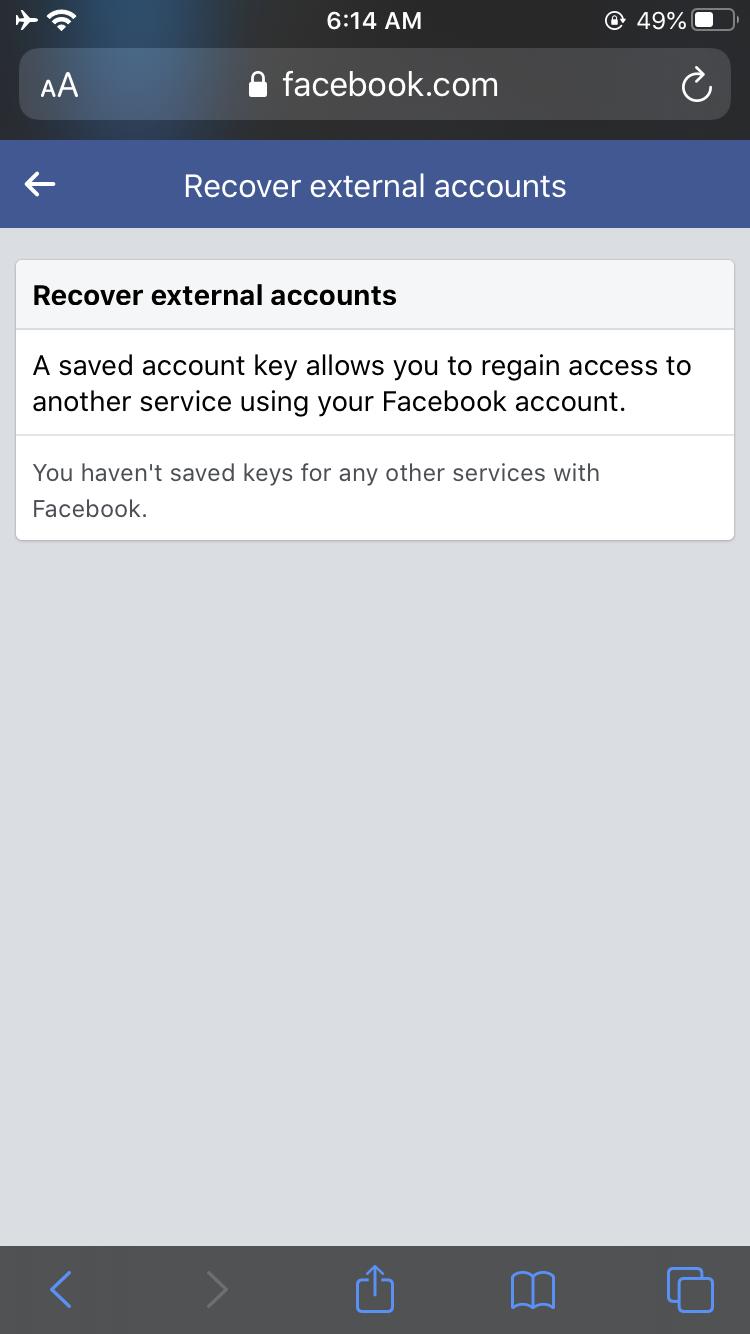 6:14 AM
49%
AA
facebook.com
Recover external accounts
Recover external accounts
A saved account key allows you to regain access to
another service using your Facebook account.
You haven't saved keys for any other services with
Facebook.